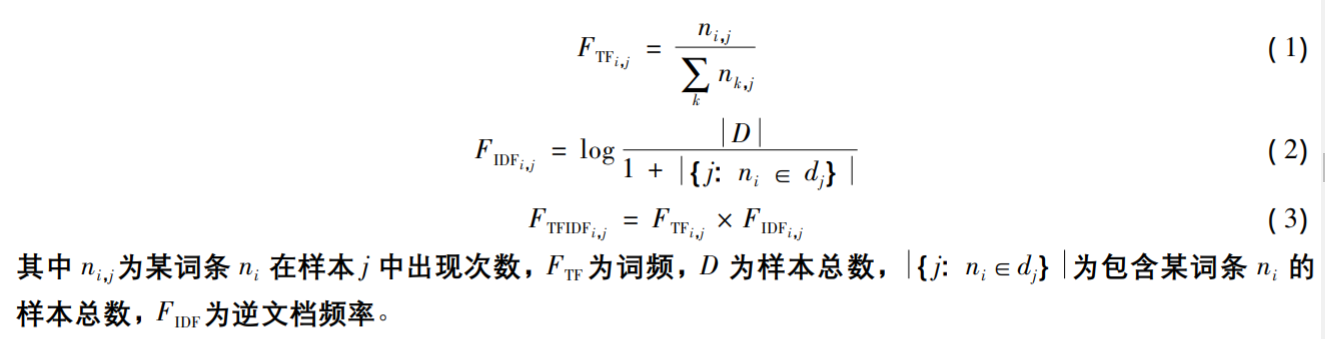 F_{TF_{i,j}} = \frac{n_{i,j}}{\sum_{k} n_{k,j}} (1)
F_{IDF_{i,j}} = log \frac{|D|}{1 + |{j: n_i ∈ d_j}|} (2)
F_{TFIDF_{i,j}} = F_{TF_{i,j}} × F_{IDF_{i,j}} (3)
其中 n_{i,j}为某词条 n_i 在样本 j 中出现次数，F_{TF}为词频，D 为样本总数，|{j: n_i ∈ d_j}|为包含某词条 n_i 的
样本总数，F_{IDF}为逆文档频率。